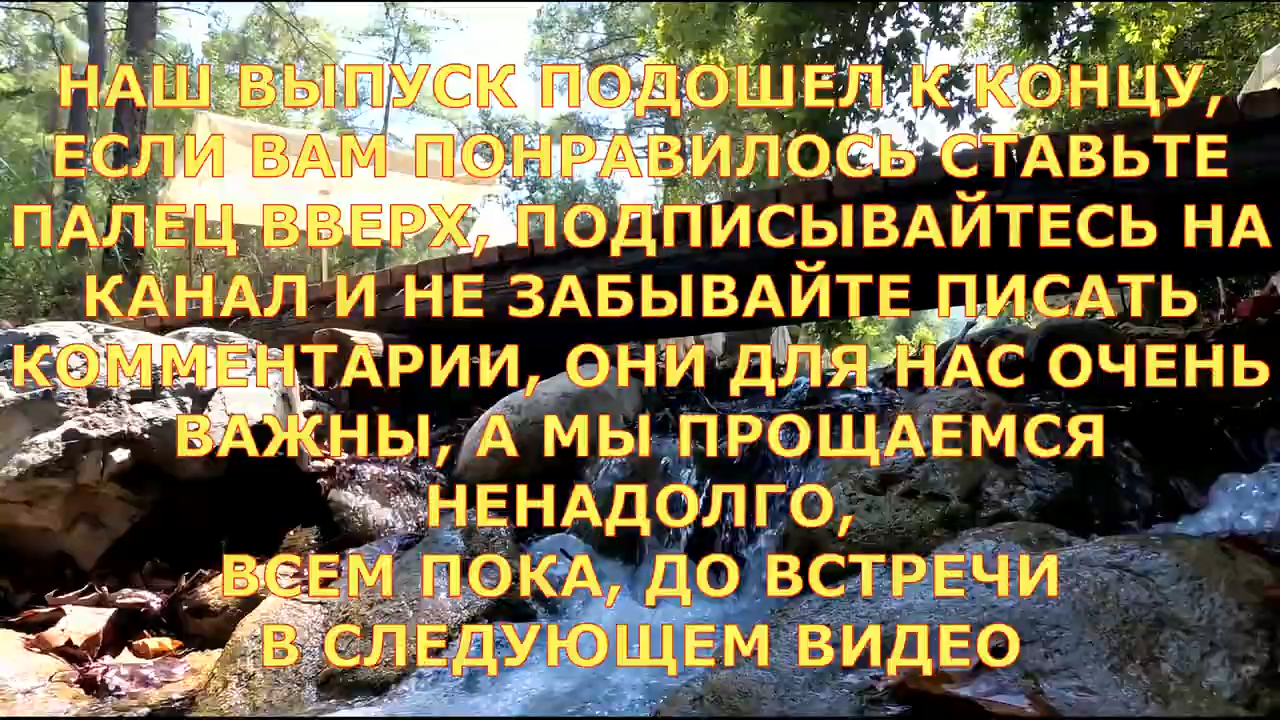 НАШ ВЫПУСК ПОДОШЕЛ К КОНЦУ,
ЕСЛИ ВАМ ПОНРАВИЛОСЬ СТАВЬТЕ
ПАЛЕЦ ВВЕРХ, ПОДПИСЫВАЙТЕСЬ НА
КАНАЛ И НЕ ЗАБЫВАЙТЕ ПИСАТЬ
КОММЕНТАРИИ, ОНИ ДЛЯ НАС ОЧЕНЬ
ВАЖНЫ, А МЫ ПРОЩАЕМСЯ
НЕНАДОЛГО,
ВСЕМ ПОКА, ДО ВСТРЕЧИ
В СЛЕДУЮЩЕМ ВИДЕО